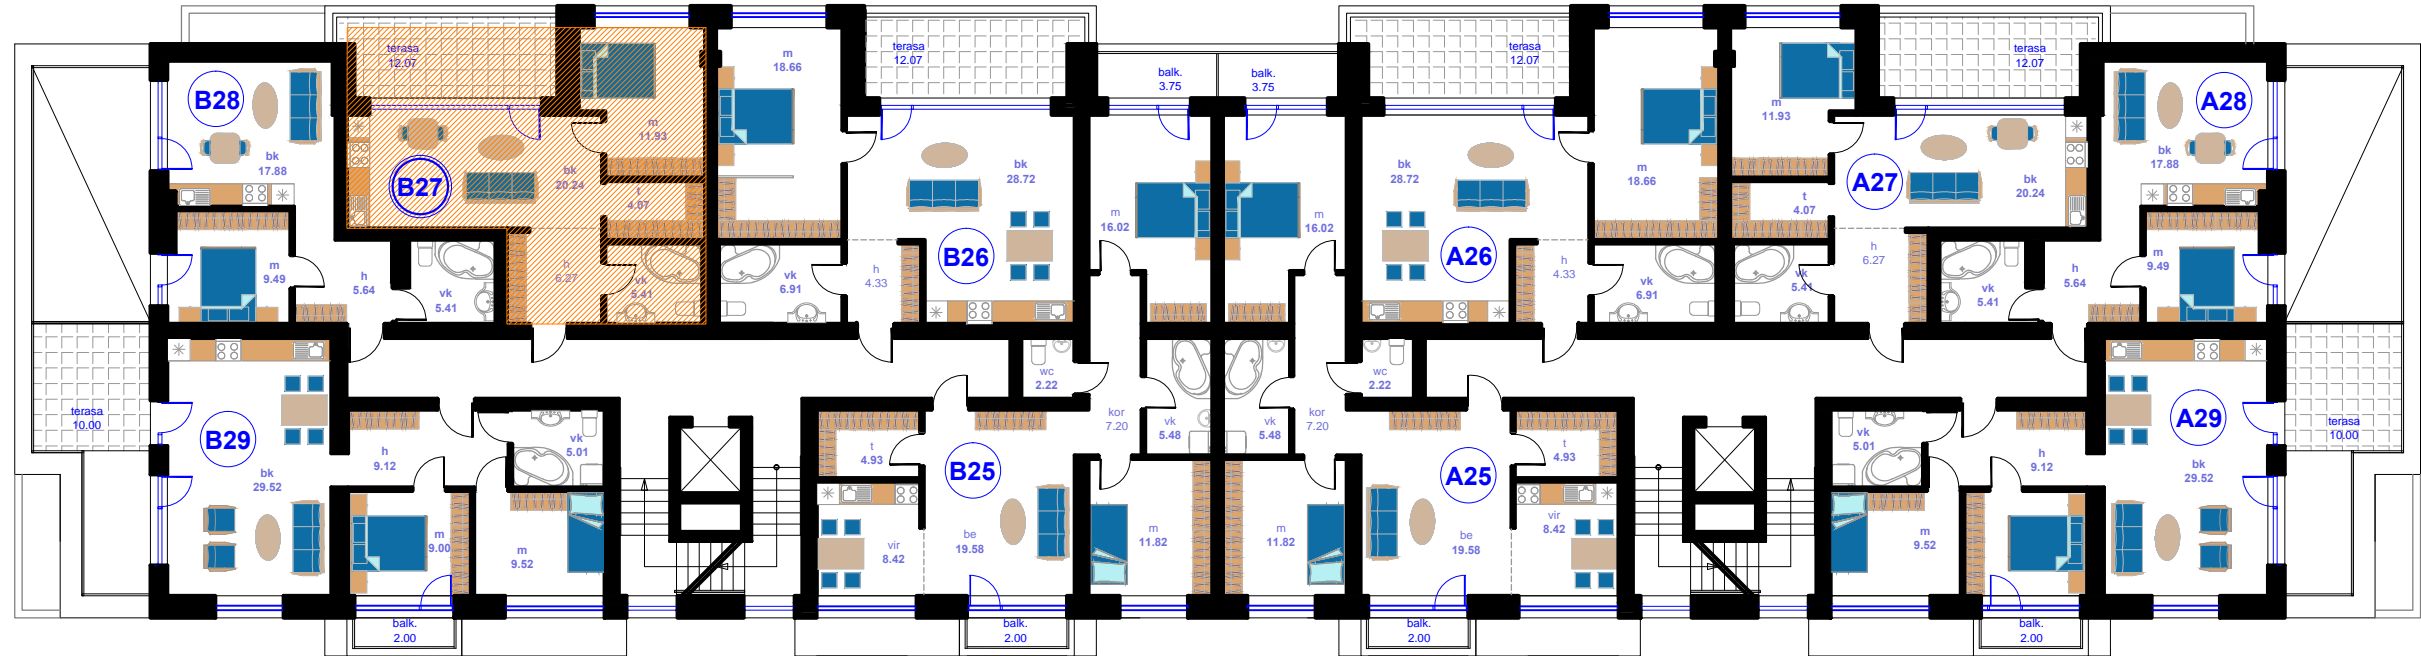 B28
bk
17.88
m
9.49
h
5.64
vk
5.41
terasa
12.07
B27
bk
20.24
m
11.93
t
4.07
h
6.27
vk
5.41
m
18.66
terasa
12.07
B26
bk
28.72
vk
6.91
h
4.33
balk.
3.75
balk.
3.75
m
16.02
m
16.02
terasa
12.07
A26
bk
28.72
m
18.66
h
4.33
vk
6.91
m
11.93
terasa
12.07
A27
bk
20.24
t
4.07
h
6.27
vk
5.41
A28
bk
17.88
m
9.49
h
5.64
vk
5.41
terasa
10.00
B29
bk
29.52
h
9.12
vk
5.01
m
9.00
m
9.52
balk.
2.00
wc
2.22
kor
7.20
vk
5.48
t
4.93
B25
vir
8.42
be
19.58
m
11.82
balk.
2.00
wc
2.22
kor
7.20
vk
5.48
t
4.93
A25
vir
8.42
be
19.58
m
11.82
balk.
2.00
vk
5.01
h
9.12
m
9.52
A29
bk
29.52
terasa
10.00
balk.
2.00